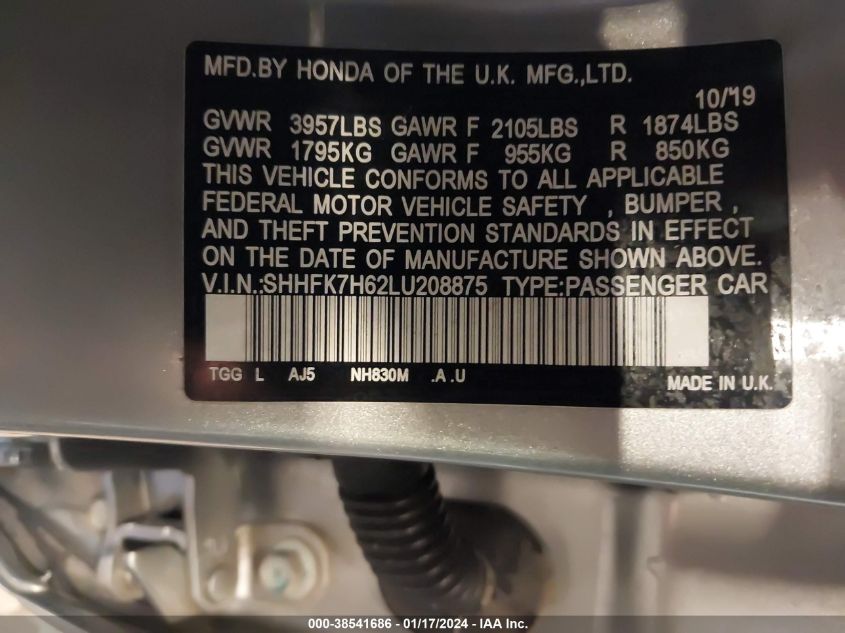 MFD.BY HONDA OF THE U.K. MFG.,LTD.
10/19
GVWR 3957LBS GAWR F 2105LBS R 1874LBS
GVWR 1795KG GAWR F 955KG R 850KG
THIS VEHICLE CONFORMS TO ALL APPLICABLE
FEDERAL MOTOR VEHICLE SAFETY , BUMPER ,
AND THEFT PREVENTION STANDARDS IN EFFECT
ON THE DATE OF MANUFACTURE SHOWN ABOVE.
V.I.N.:SHHFK7H62LU208875 TYPE:PASSENGER CAR
TGG L AJ5 NH830M .A .U
MADE IN U.K.
000-38541686 — 01/17/2024 — IAA Inc.